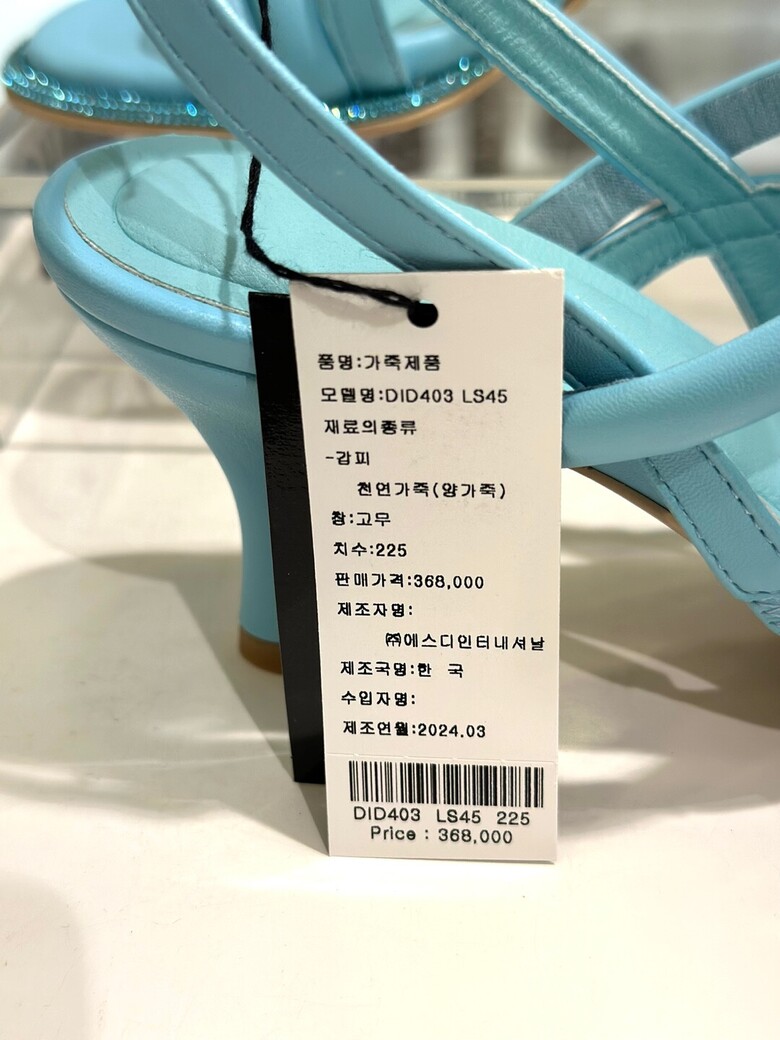 품명:가죽제품
모델명:DID403 LS45
재료의종류
-갑피
천연가죽(양가죽)
창:고무
치수:225
판매가격:368,000
제조자명:
㈜에스디인터내셔날
제조국명:한 국
수입자명:
제조연월:2024.03
DID403 LS45 225
Price : 368,000